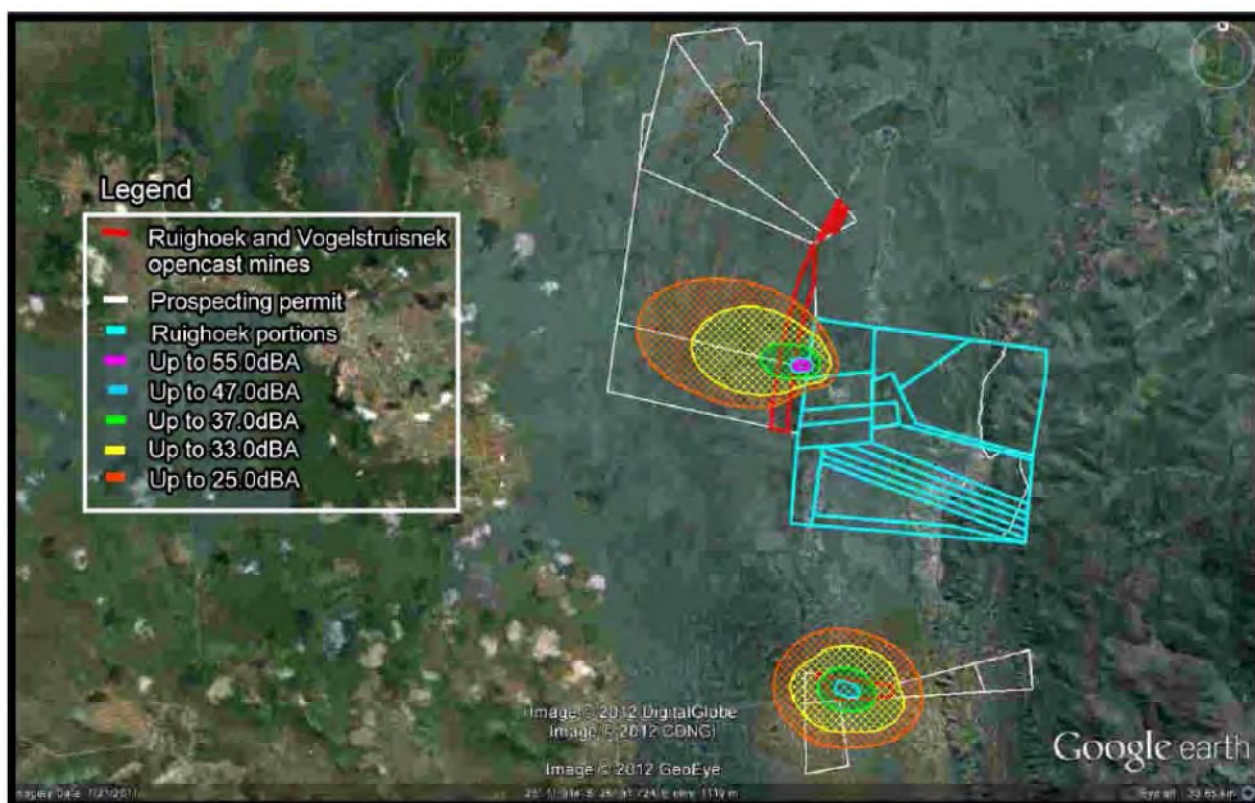 Legend
Ruighoek and Vogelstruisnek
opencast mines
Prospecting permit
Ruighoek portions
Up to 55.0dBA
Up to 47.0dBA
Up to 37.0dBA
Up to 33.0dBA
Up to 25.0dBA
Image © 2012 DigitalGlobe
Image © 2012 CDNGI
Image © 2012 GeoEye
Google earth